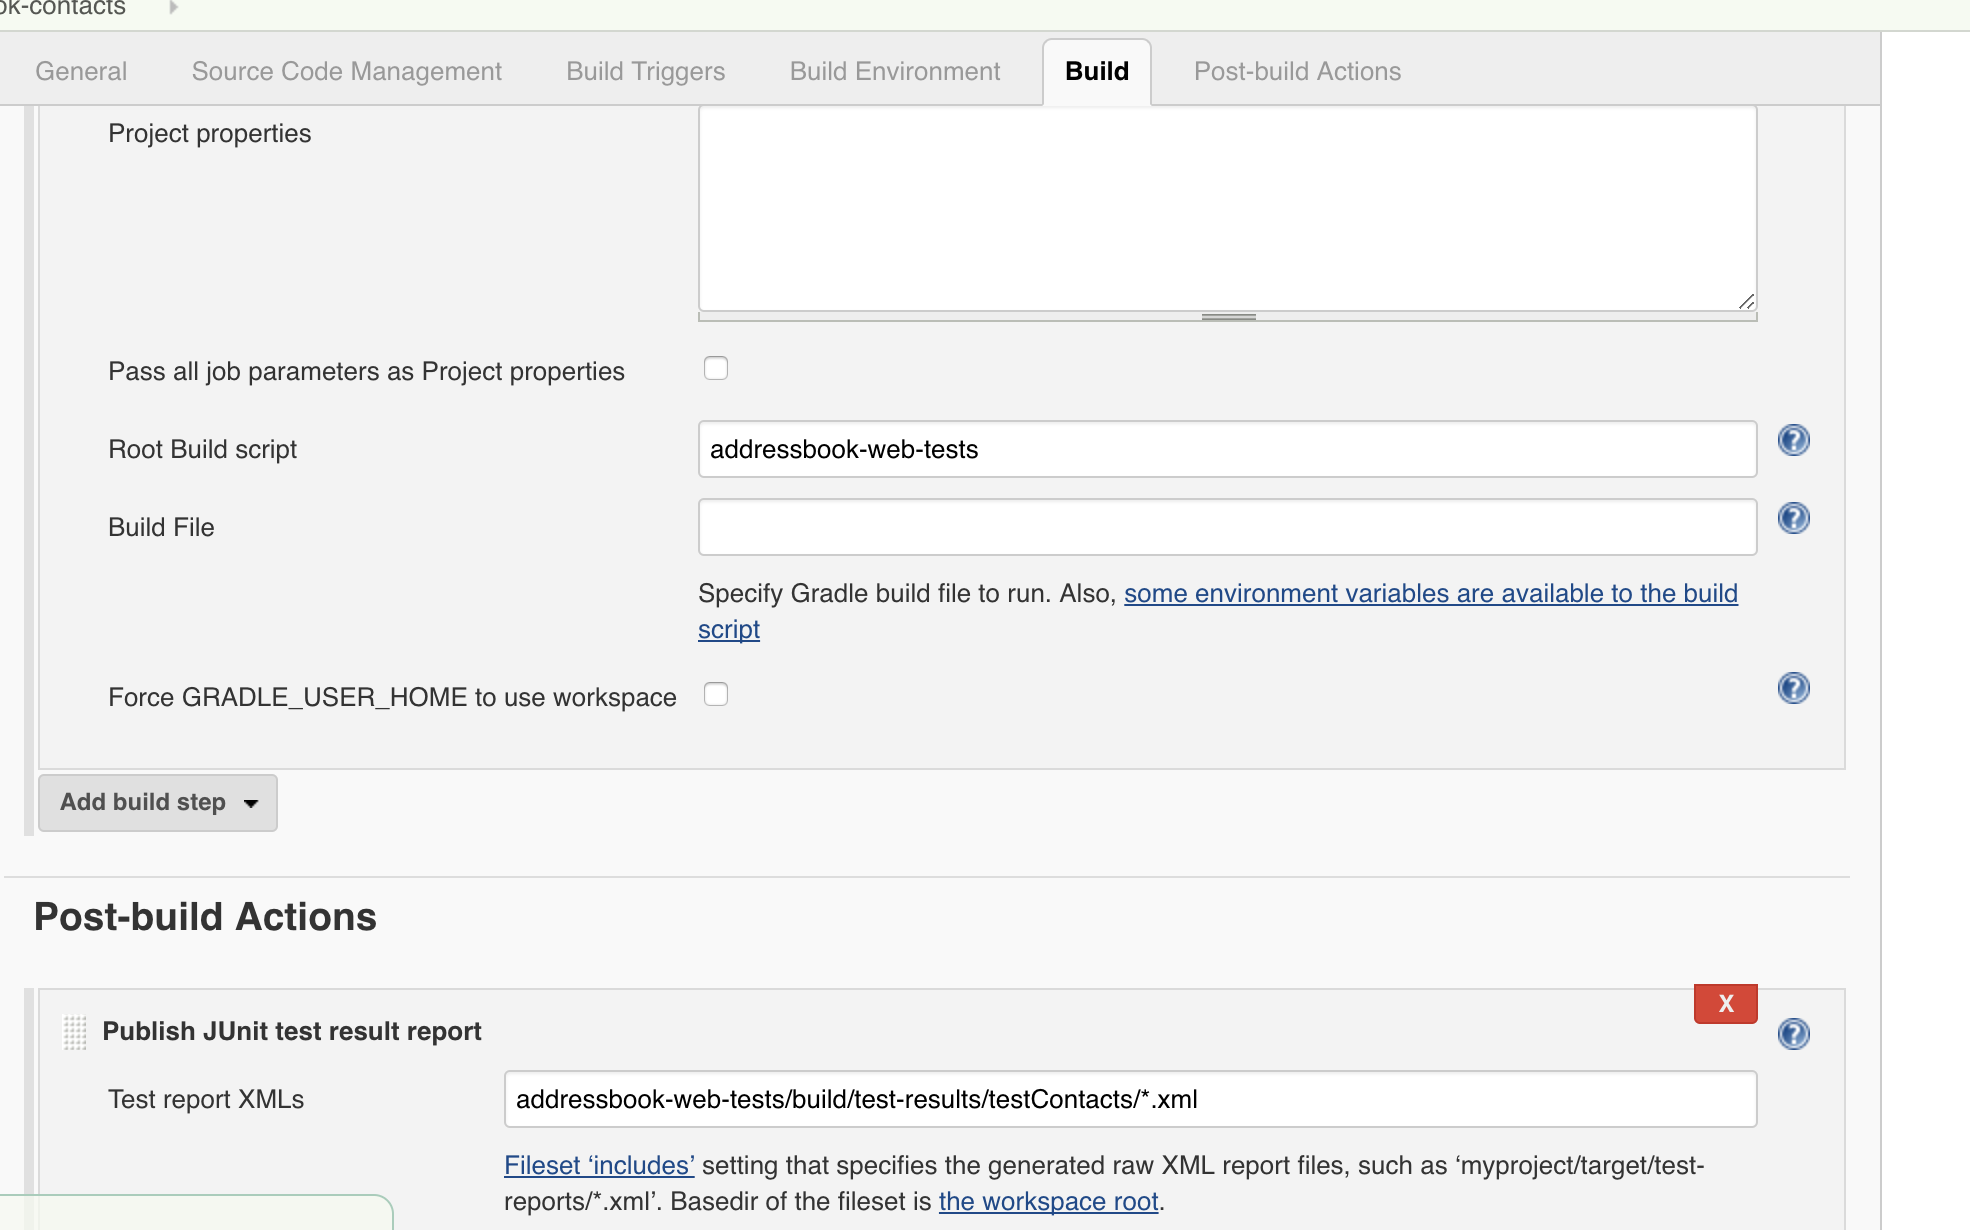 ok-contacts
General Source Code Management Build Triggers Build Environment Build Post-build Actions
Project properties
Pass all job parameters as Project properties
Root Build script addressbook-web-tests
Build File
Specify Gradle build file to run. Also, some environment variables are available to the build
script
Force GRADLE_USER_HOME to use workspace
Add build step
Post-build Actions
X
Publish JUnit test result report
Test report XMLs addressbook-web-tests/build/test-results/testContacts/*.xml
Fileset ‘includes’ setting that specifies the generated raw XML report files, such as ‘myproject/target/test-
reports/*.xml’. Basedir of the fileset is the workspace root.